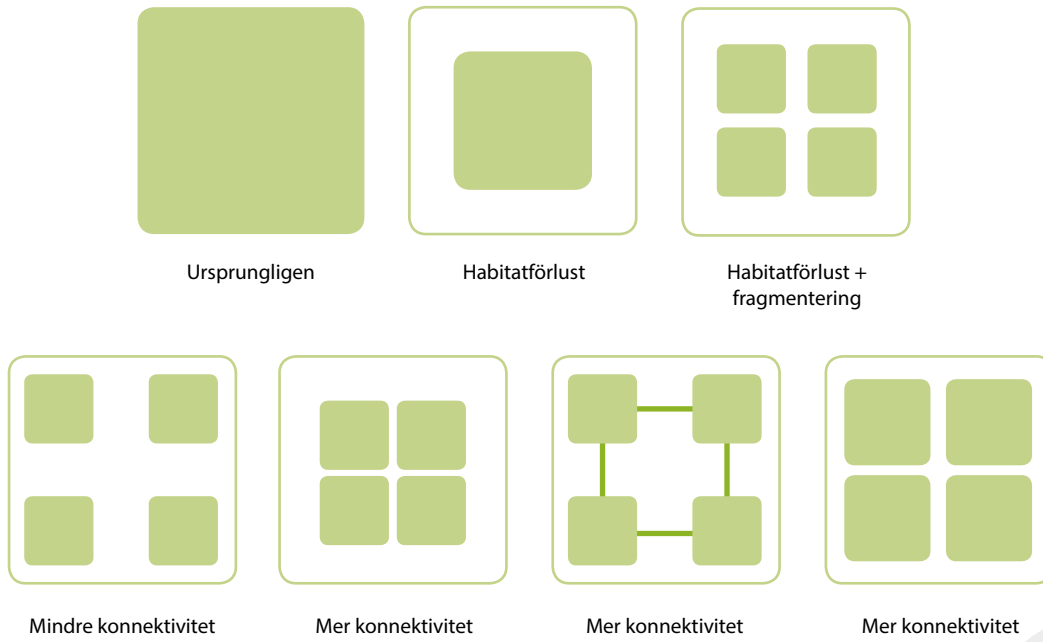 Ursprungligen
Habitatförlust
Habitatförlust +
fragmentering
Mindre konnektivitet
Mer konnektivitet
Mer konnektivitet
Mer konnektivitet